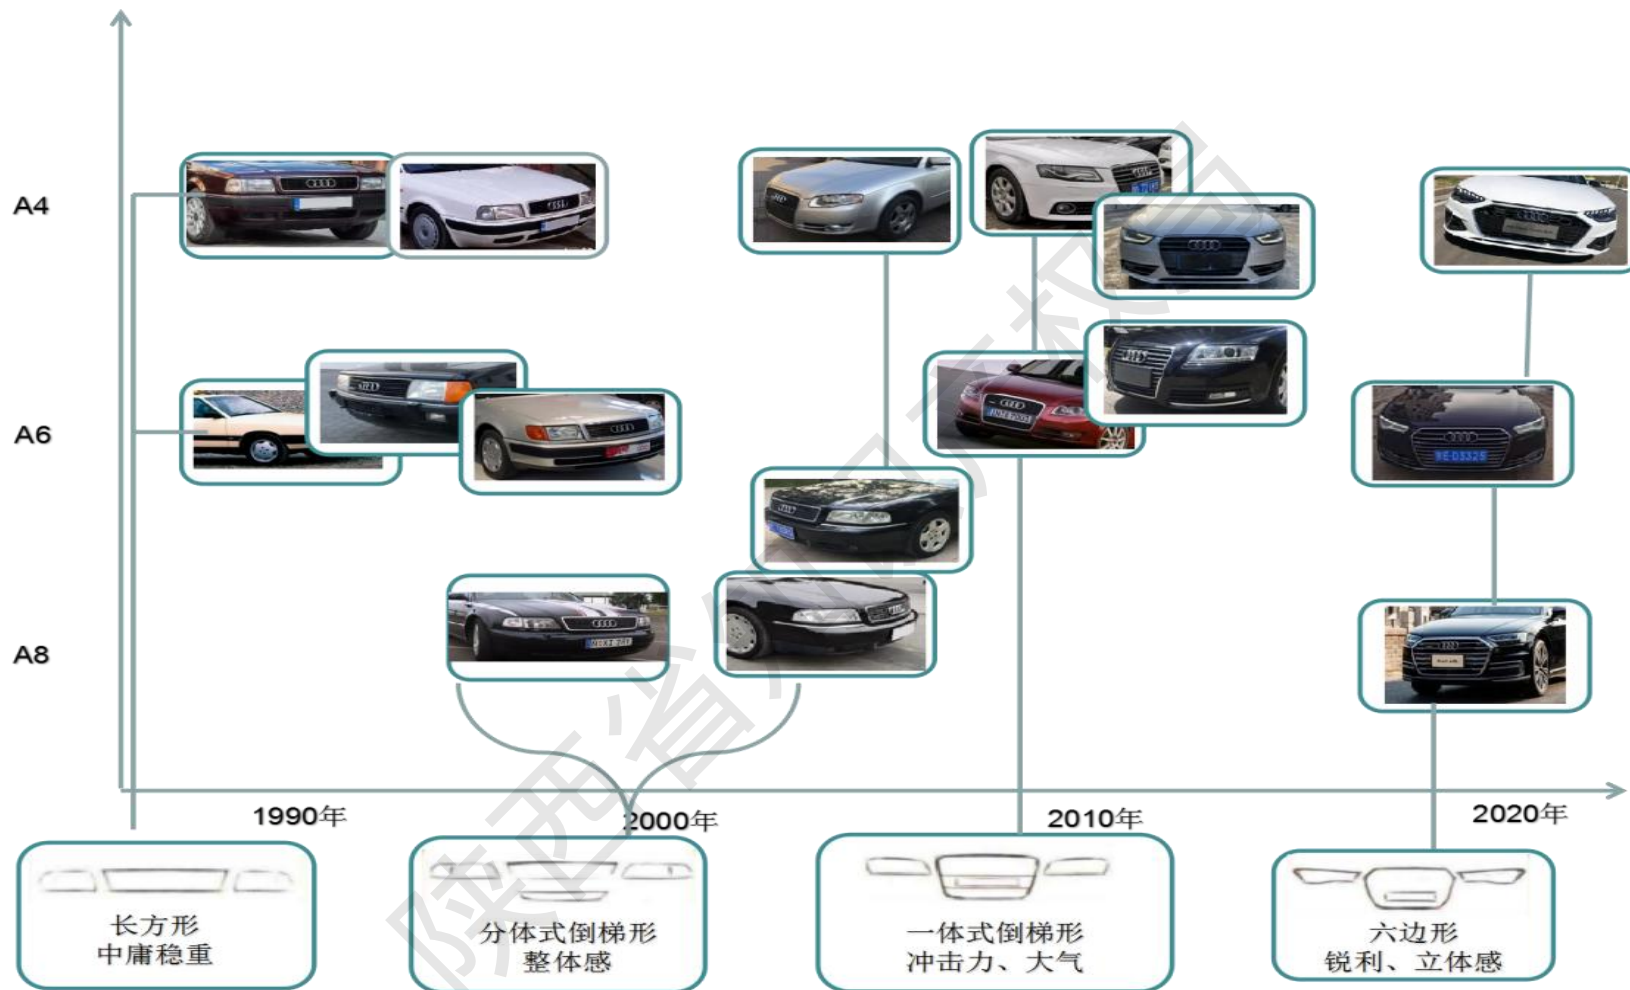 A4
A6
A8
1990年
2000年
2010年
2020年
长方形
中庸稳重
分体式倒梯形
整体感
一体式倒梯形
冲击力、大气
六边形
锐利、立体感